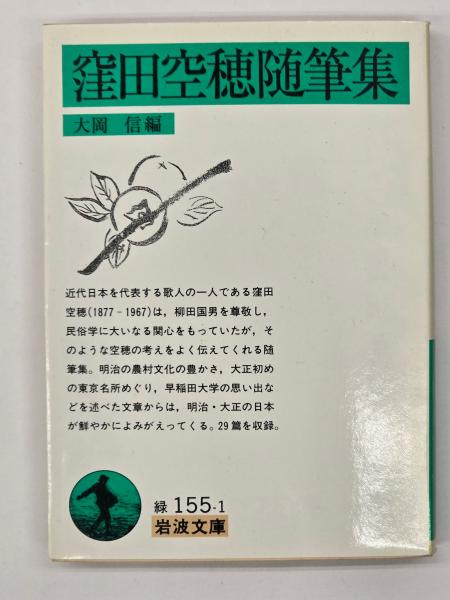 窪田空穂随筆集
大岡 信編
近代日本を代表する歌人の一人である窪田
空穂(1877‐1967)は，柳田国男を尊敬し，
民俗学に大いなる関心をもっていたが，そ
のような空穂の考えをよく伝えてくれる随
筆集。明治の農村文化の豊かさ，大正初め
の東京名所めぐり，早稲田大学の思い出な
どを述べた文章からは，明治・大正の日本
が鮮やかによみがえってくる。29篇を収録。
緑 155-1
岩波文庫